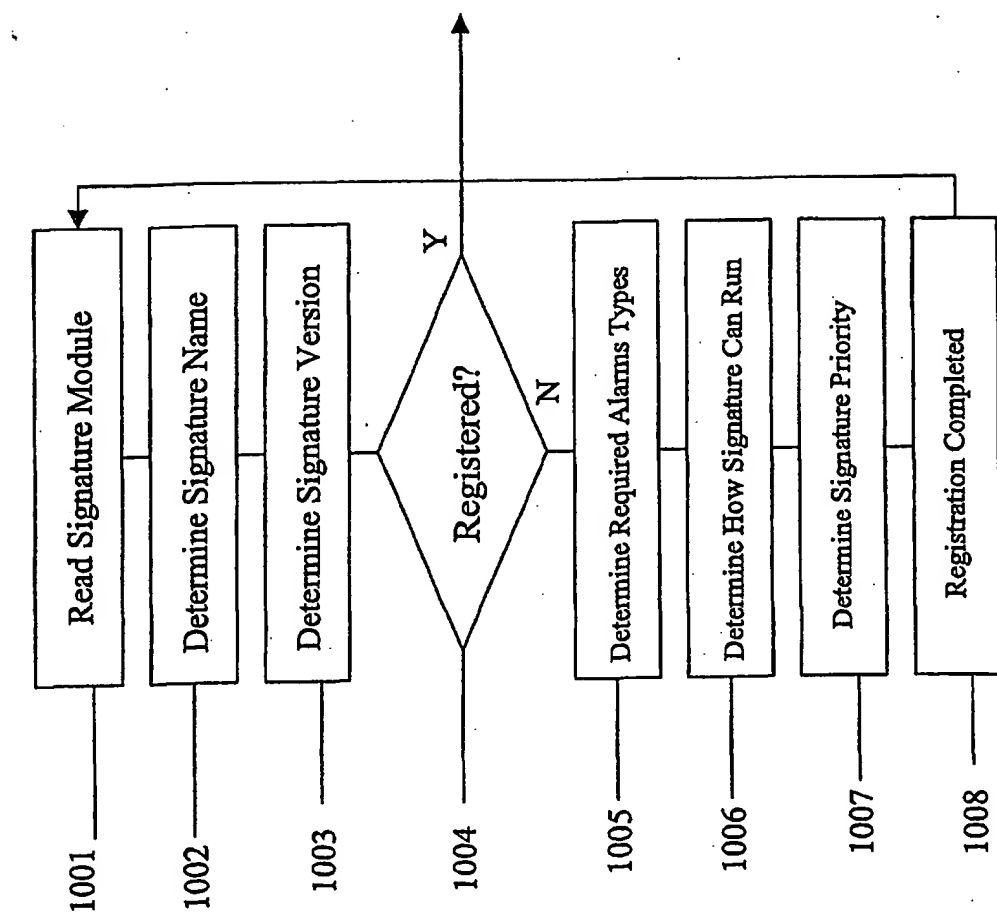 1001
Read Signature Module
1002
Determine Signature Name
1003
Determine Signature Version
1004
Registered?
Y
N
1005
Determine Required Alarms Types
1006
Determine How Signature Can Run
1007
Determine Signature Priority
1008
Registration Completed